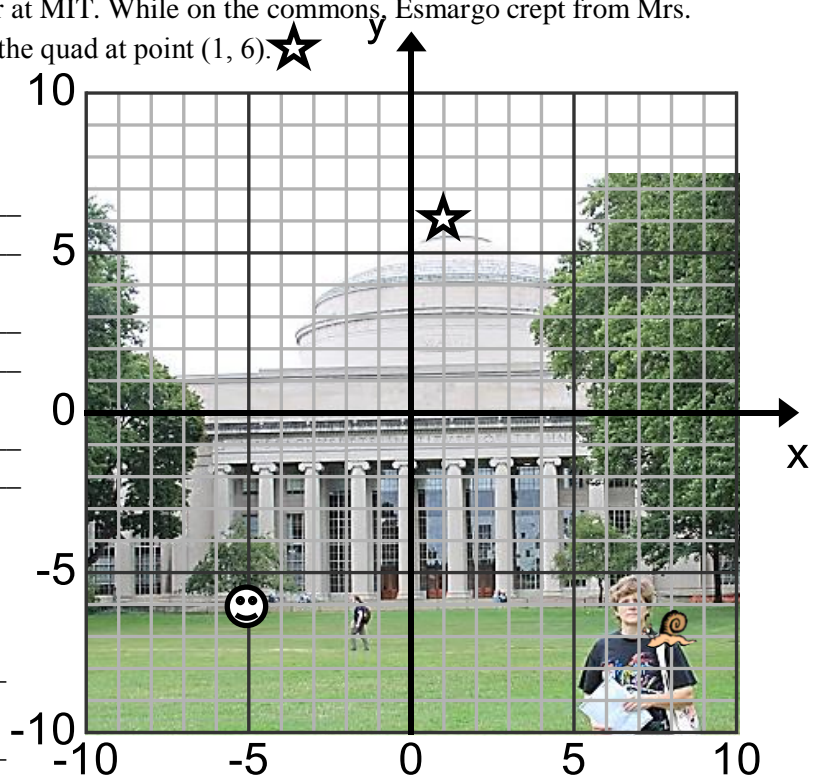 r at MIT. While on the commons, Esmargo crept from Mrs.
the quad at point (1, 6).
y
10
5
0
x
-5
-10
-10 -5 0 5 10